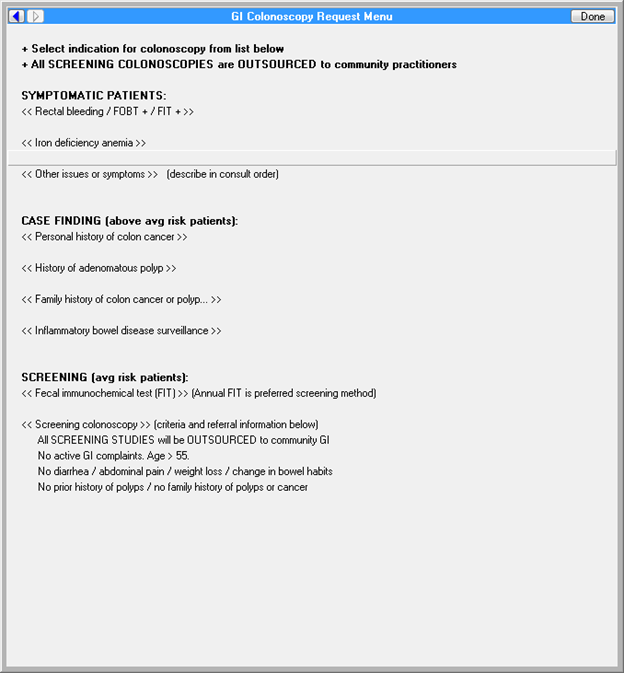 GI Colonoscopy Request Menu Done
+ Select indication for colonoscopy from list below
+ All SCREENING COLONOSCOPIES are OUTSOURCED to community practitioners
SYMPTOMATIC PATIENTS:
<< Rectal bleeding / FOBT + / FIT + >>
<< Iron deficiency anemia >>
<< Other issues or symptoms >> (describe in consult order)
CASE FINDING (above avg risk patients):
<< Personal history of colon cancer >>
<< History of adenomatous polyp >>
<< Family history of colon cancer or polyp... >>
<< Inflammatory bowel disease surveillance >>
SCREENING (avg risk patients):
<< Fecal immunochemical test (FIT) >> (Annual FIT is preferred screening method)
<< Screening colonoscopy >> (criteria and referral information below)
All SCREENING STUDIES will be OUTSOURCED to community GI
No active GI complaints. Age > 55.
No diarrhea / abdominal pain / weight loss / change in bowel habits
No prior history of polyps / no family history of polyps or cancer